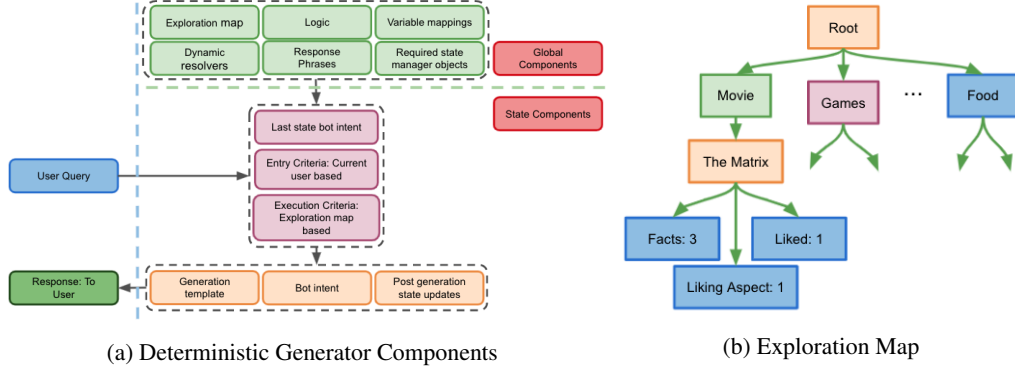 Exploration map
Logic
Variable mappings
Dynamic
resolvers
Response
Phrases
Required state
manager objects
Global
Components
State Components
Last state bot intent
User Query
Entry Criteria: Current
user based
Execution Criteria:
Exploration map
based
Response: To
User
Generation
template
Bot intent
Post generation
state updates
(a) Deterministic Generator Components
Root
Movie
Games
...
Food
The Matrix
Facts: 3
Liked: 1
Liking Aspect: 1
(b) Exploration Map